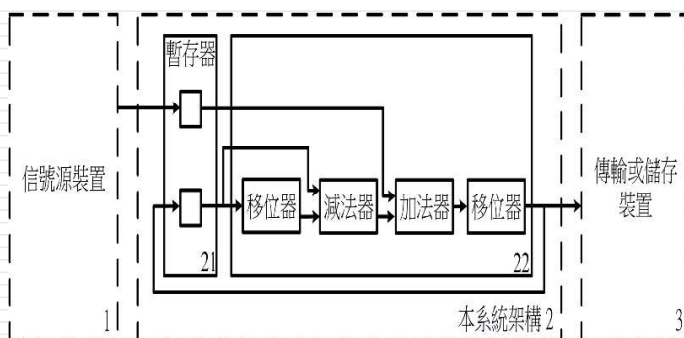 暫存器
信號源裝置
移位器
減法器
加法器
移位器
傳輸或儲存
裝置
21
22
1
本系統架構 2
3